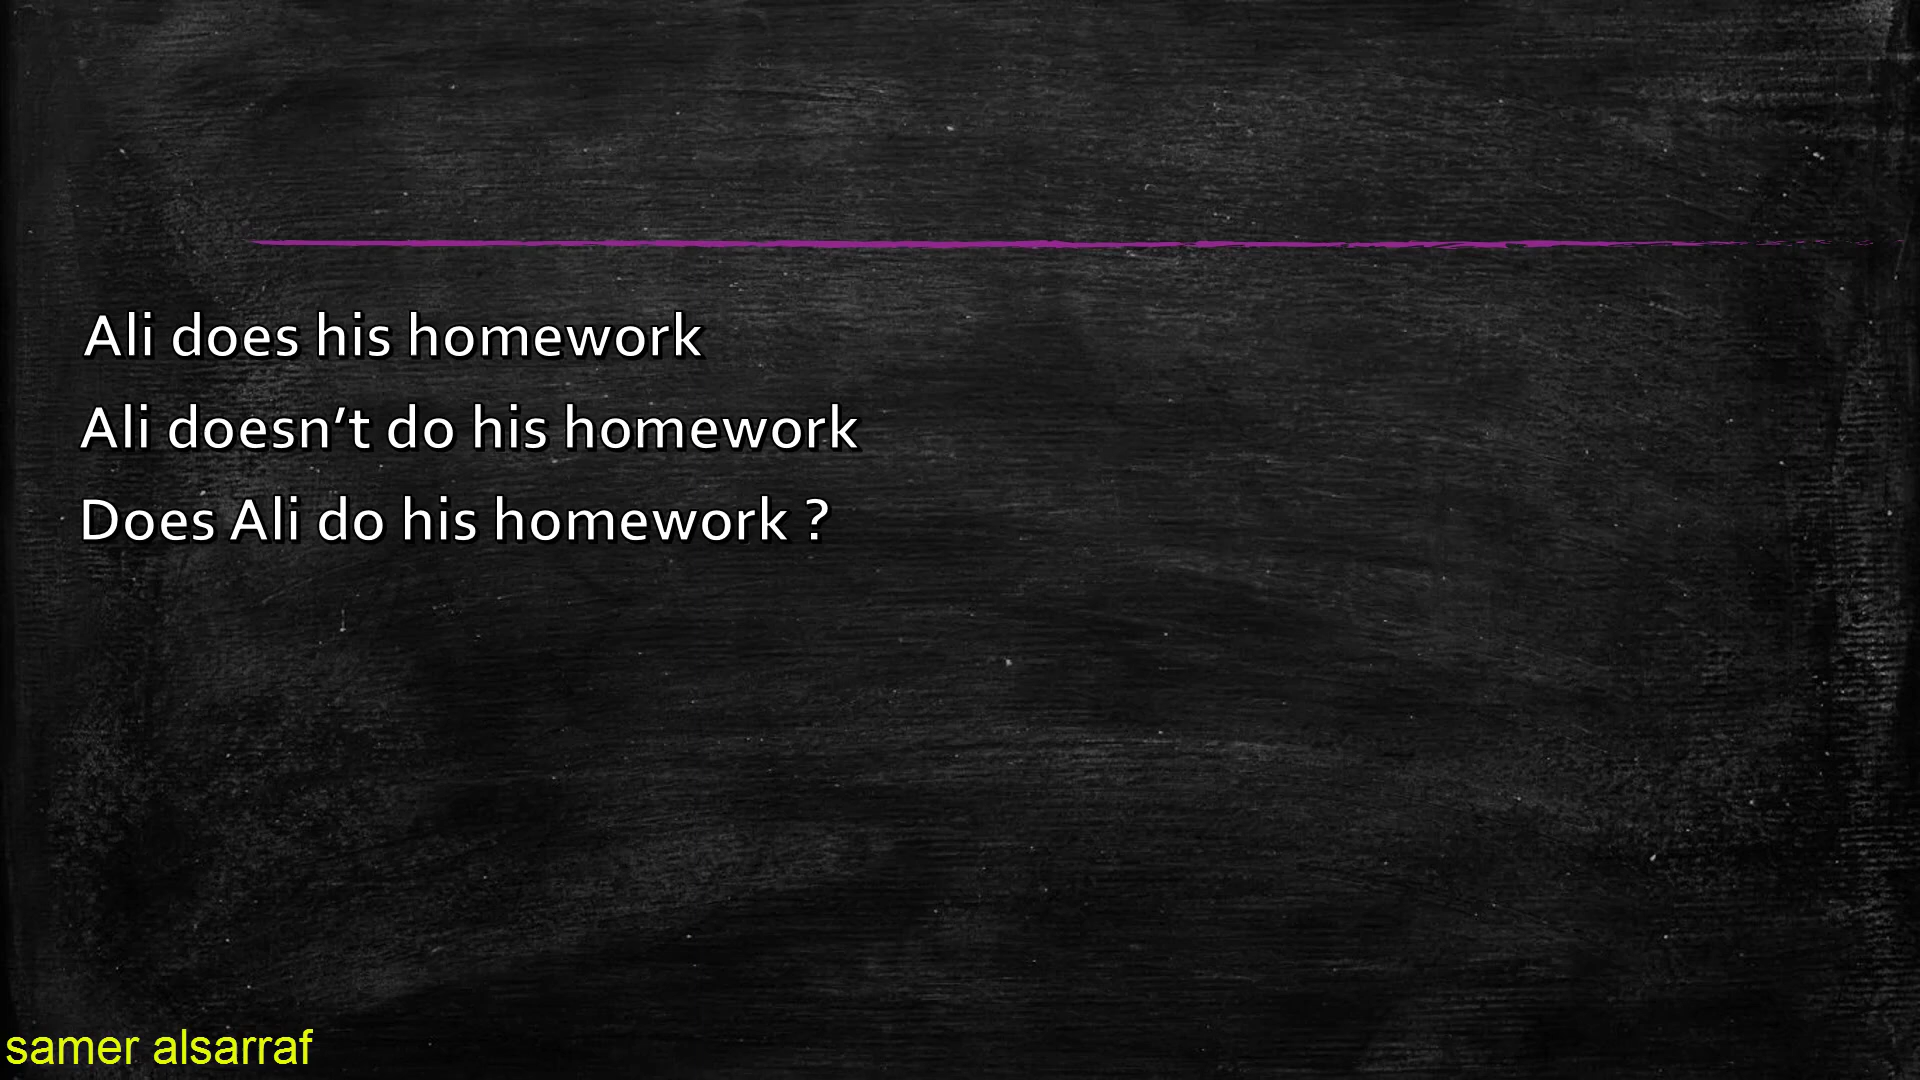 Ali does his homework
Ali doesn’t do his homework
Does Ali do his homework ?
samer alsarraf